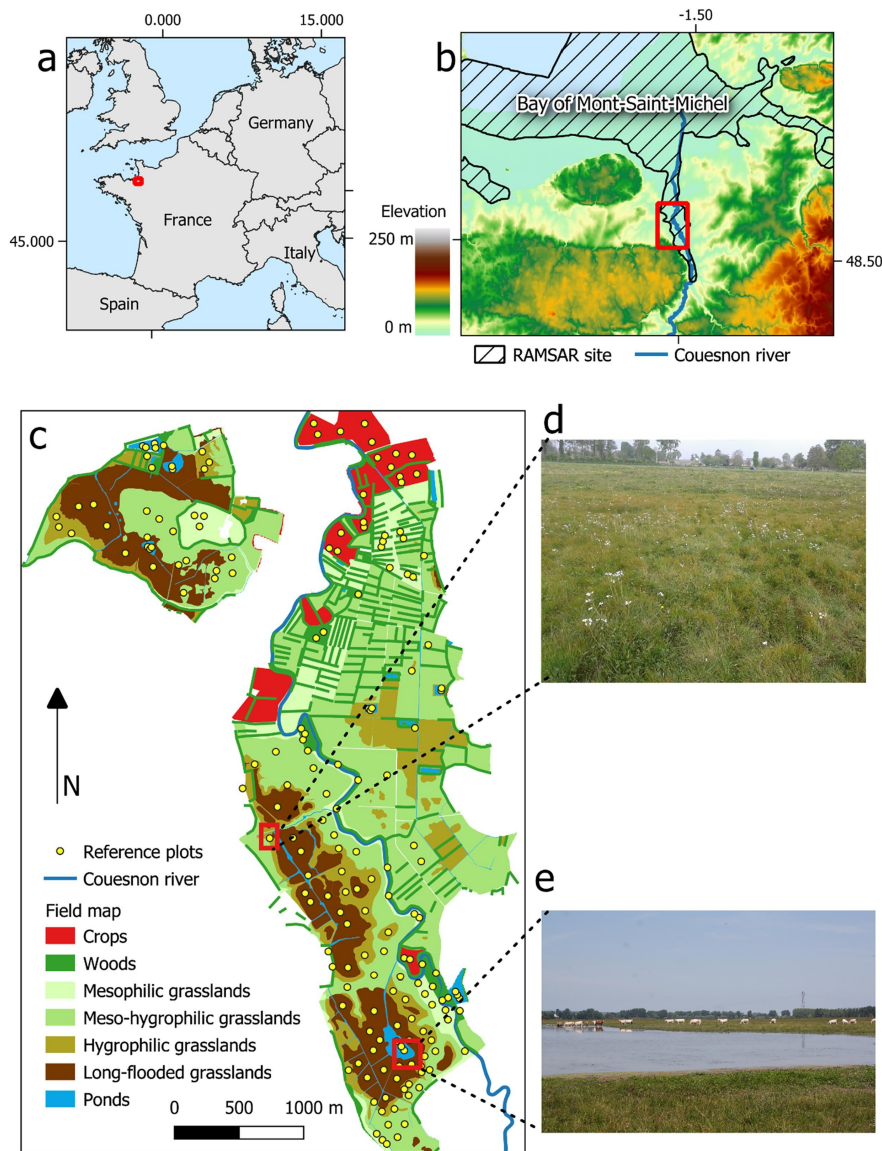 0.000 15.000
a
Germany
France
45.000
Italy
Spain
-1.50
b
Bay of Mont-Saint-Michel
Elevation
250 m
0 m
48.50
RAMSAR site
Couesnon river
c
N
Reference plots
Couesnon river
Field map
Crops
Woods
Mesophilic grasslands
Meso-hygrophilic grasslands
Hygrophilic grasslands
Long-flooded grasslands
Ponds
0 500 1000 m
d
e